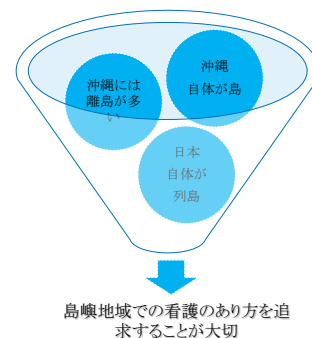 沖縄には
離島が多
い
沖縄
自体が島
日本
自体が
列島
島嶼地域での看護のあり方を追
求することが大切